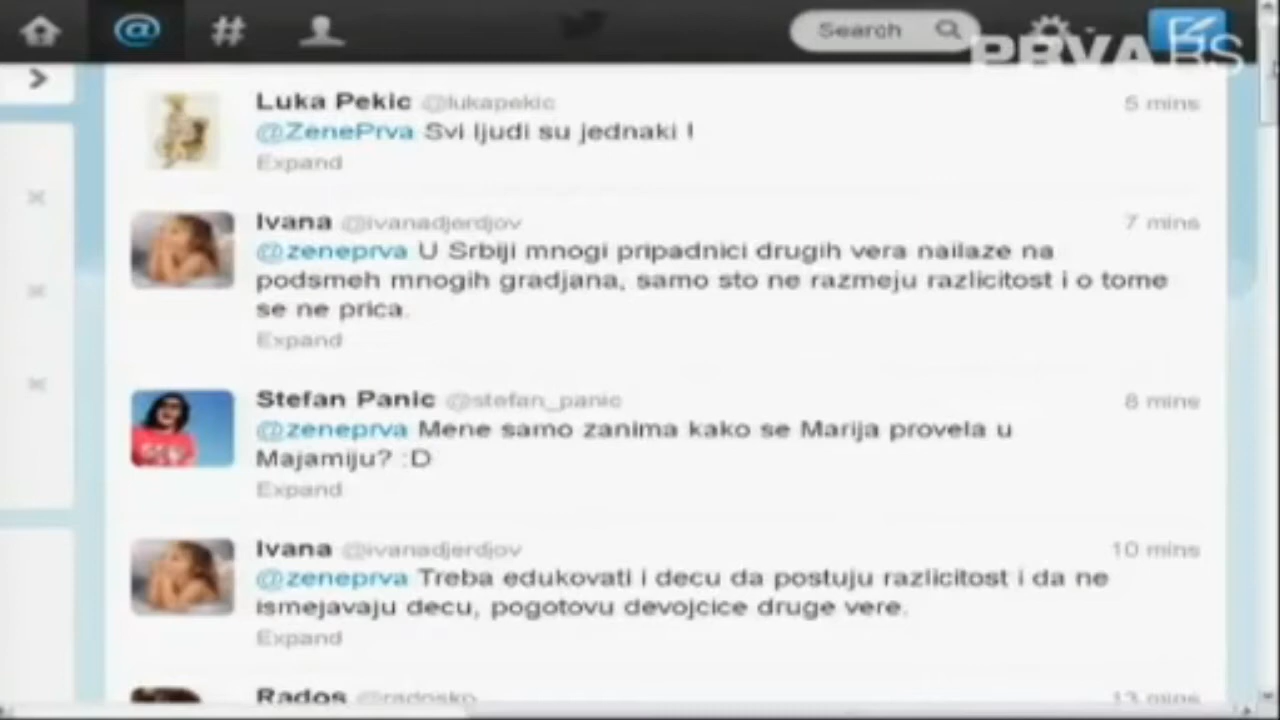 Search
PRVA.RS
Luka Pekic @lukapekic 5 mins
@ZenePrva Svi ljudi su jednaki !
Expand
Ivana @ivanadjerdjov 7 mins
@zeneprva U Srbiji mnogi pripadnici drugih vera nailaze na
podsmeh mnogih gradjana, samo sto ne razmeju razlicitost i o tome
se ne prica.
Expand
Stefan Panic @stefan_panic 8 mins
@zeneprva Mene samo zanima kako se Marija provela u
Majamiju? :D
Expand
Ivana @ivanadjerdjov 10 mins
@zeneprva Treba edukovati i decu da postuju razlicitost i da ne
ismejavaju decu, pogotovu devojcice druge vere.
Expand
Rados @radoskp 13 mins